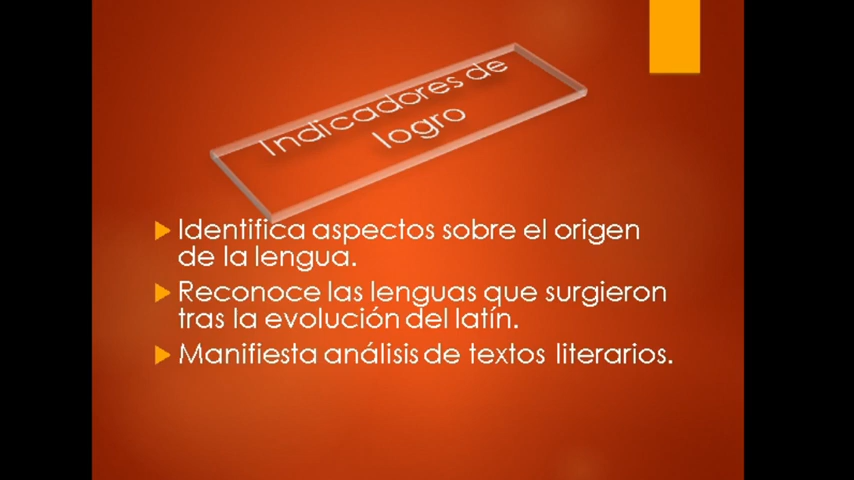 Indicadores de
logro
Identifica aspectos sobre el origen
de la lengua.
Reconoce las lenguas que surgieron
tras la evolución del latín.
Manifiesta análisis de textos literarios.